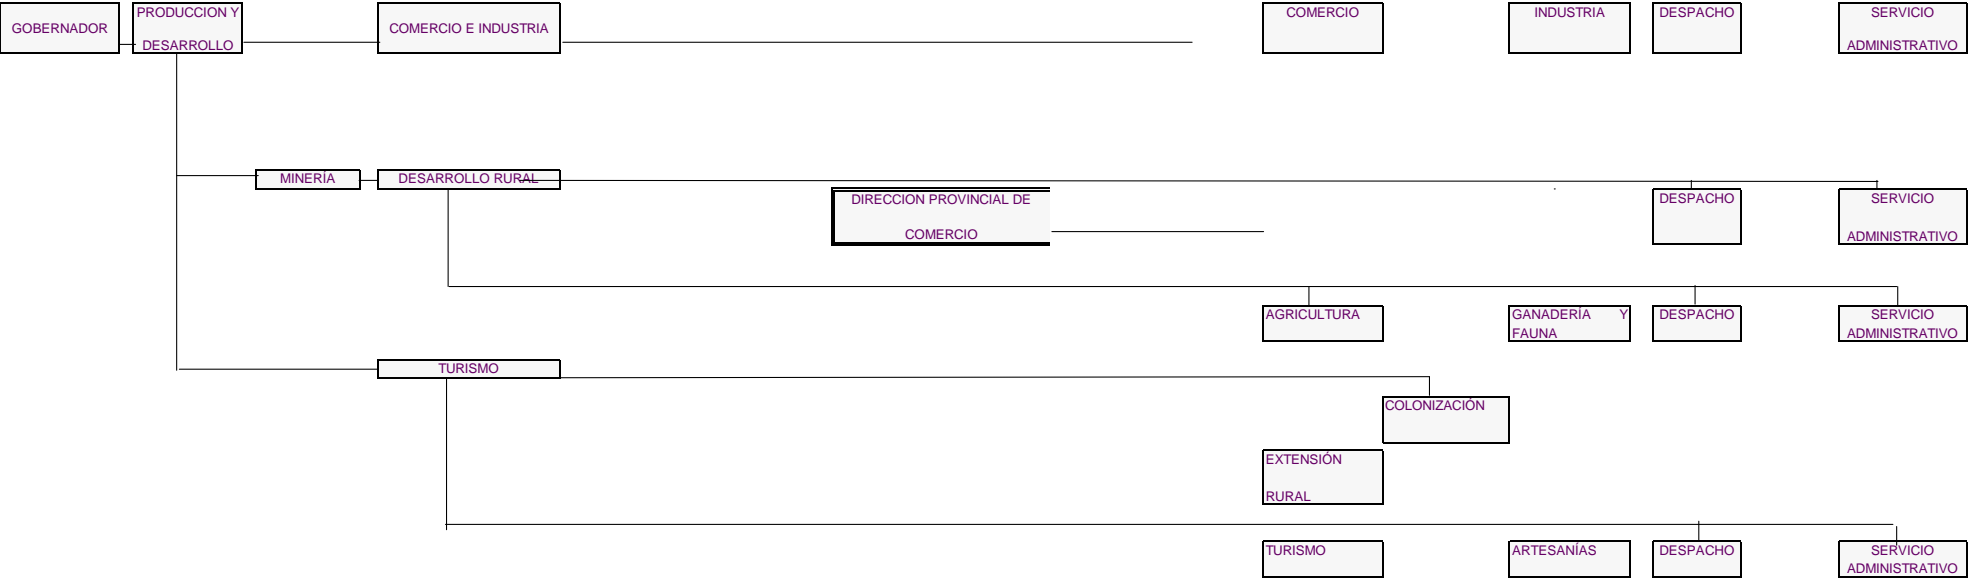 GOBERNADOR
PRODUCCION Y
DESARROLLO
COMERCIO E INDUSTRIA
COMERCIO
INDUSTRIA
DESPACHO
SERVICIO
ADMINISTRATIVO
MINERÍA
DESARROLLO RURAL
DIRECCION PROVINCIAL DE
COMERCIO
DESPACHO
SERVICIO
ADMINISTRATIVO
AGRICULTURA
GANADERÍA Y
FAUNA
DESPACHO
SERVICIO
ADMINISTRATIVO
TURISMO
COLONIZACIÓN
EXTENSIÓN
RURAL
TURISMO
ARTESANÍAS
DESPACHO
SERVICIO
ADMINISTRATIVO